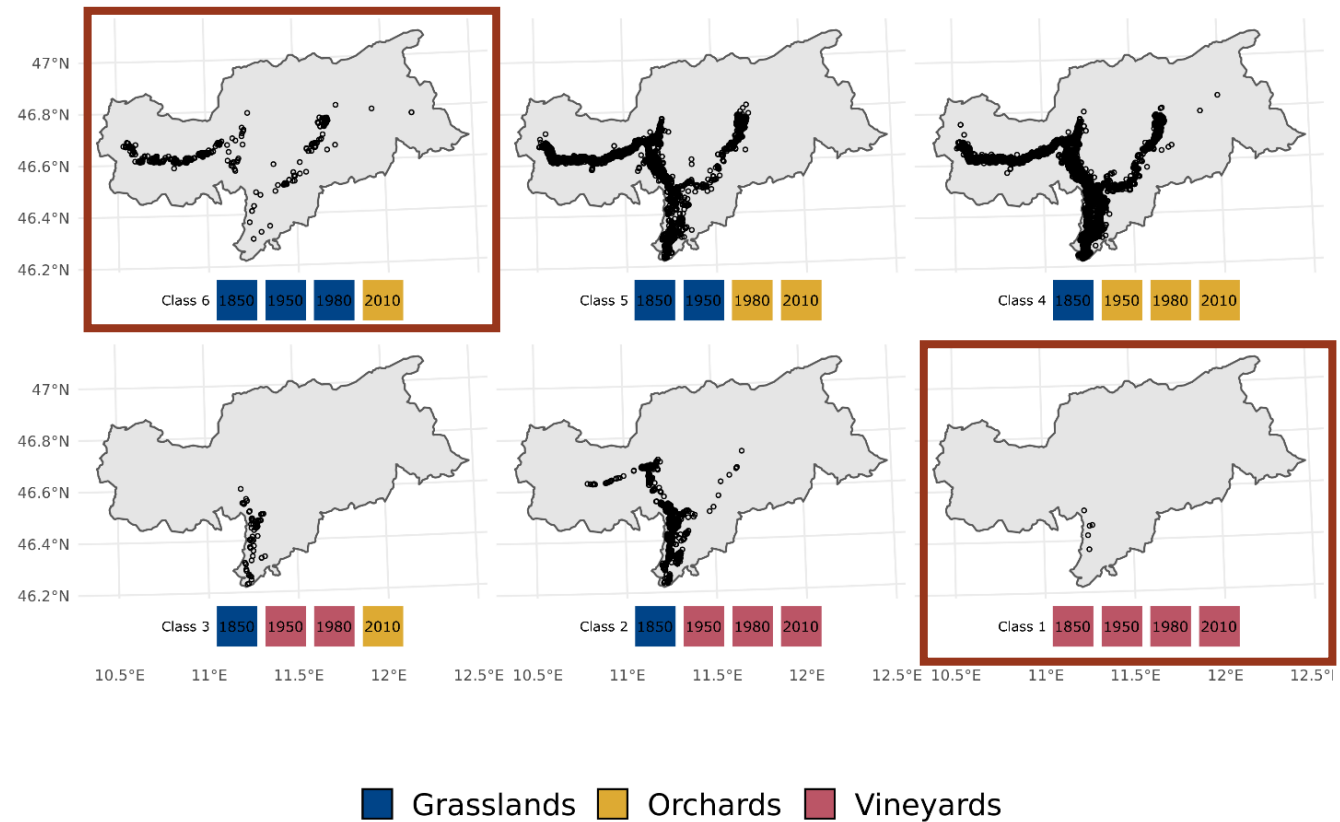 47°N
46.8°N
46.6°N
46.4°N
46.2°N
Class 6 1850 1950 1980 2010
Class 5 1850 1950 1980 2010
Class 4 1850 1950 1980 2010
47°N
46.8°N
46.6°N
46.4°N
46.2°N
Class 3 1850 1950 1980 2010
Class 2 1850 1950 1980 2010
Class 1 1850 1950 1980 2010
10.5°E 11°E 11.5°E 12°E 12.5°E
10.5°E 11°E 11.5°E 12°E 12.5°E
10.5°E 11°E 11.5°E 12°E 12.5°
Grasslands Orchards Vineyards